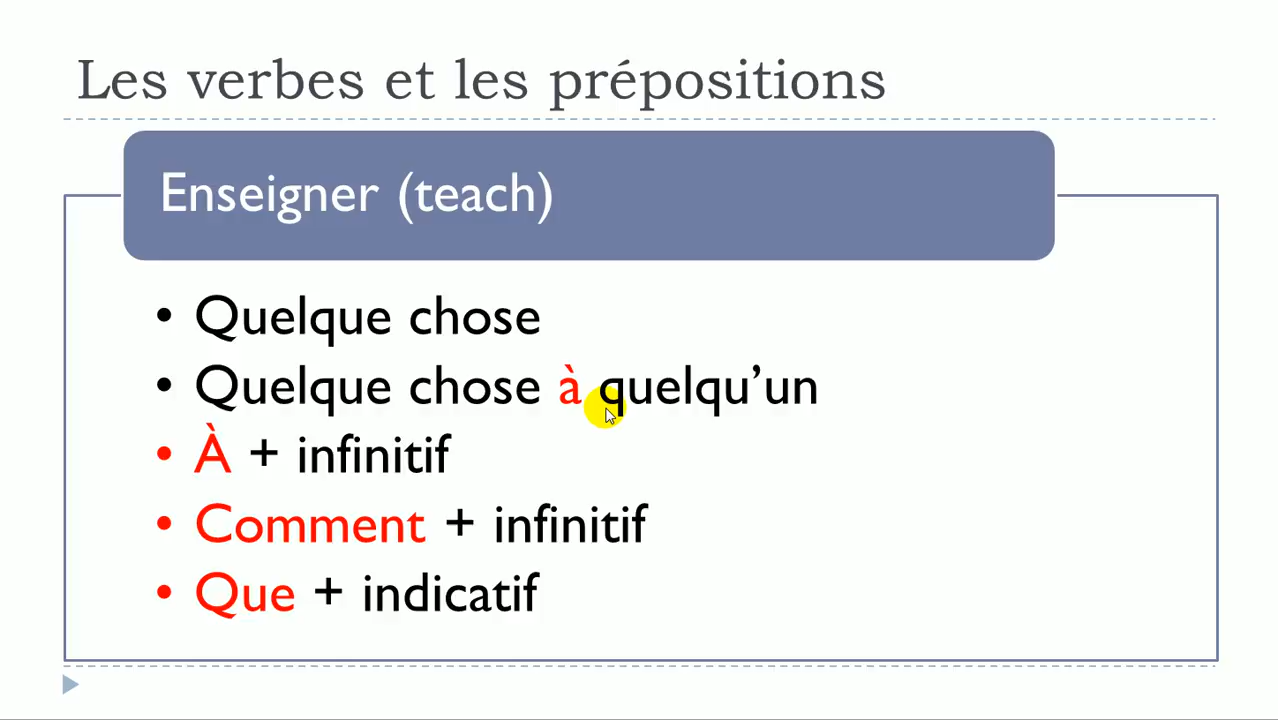 Les verbes et les prépositions
Enseigner (teach)
• Quelque chose
• Quelque chose à quelqu’un
• À + infinitif
• Comment + infinitif
• Que + indicatif